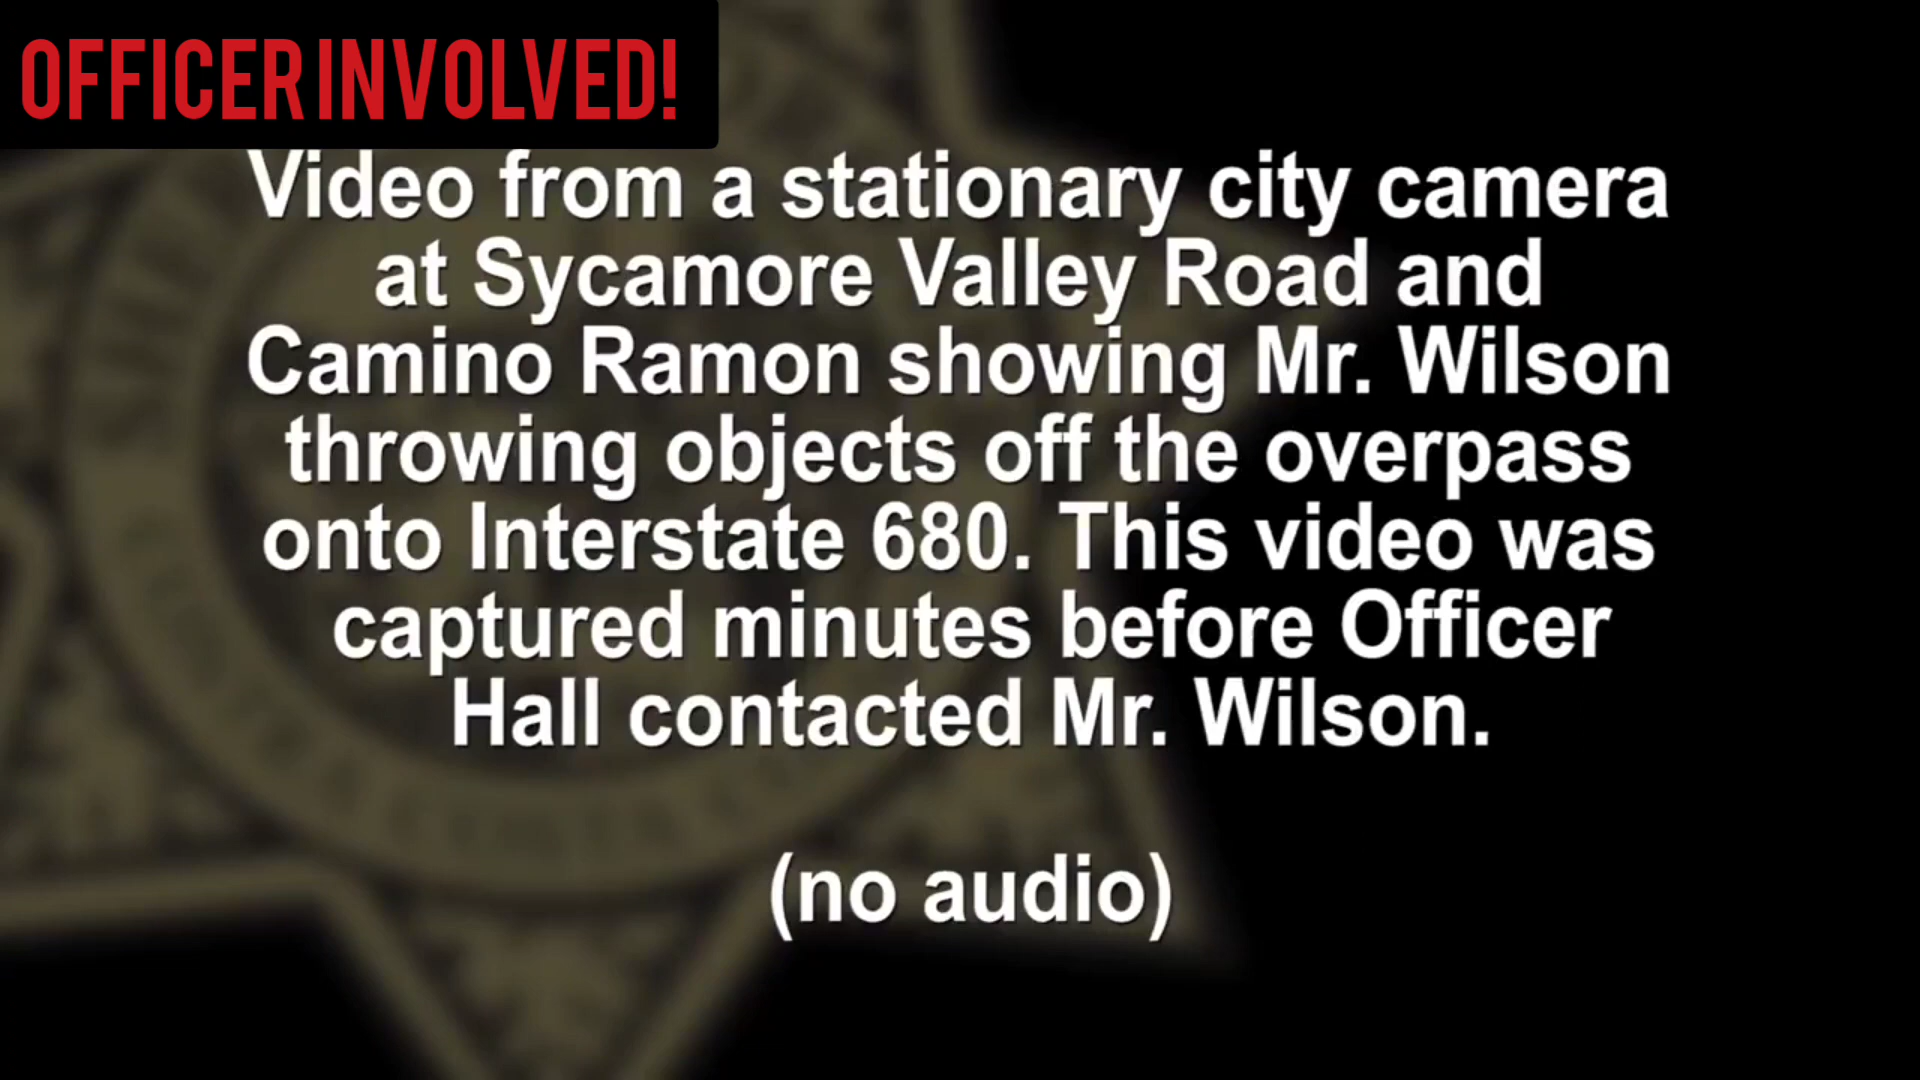 OFFICER INVOLVED!
Video from a stationary city camera
at Sycamore Valley Road and
Camino Ramon showing Mr. Wilson
throwing objects off the overpass
onto Interstate 680. This video was
captured minutes before Officer
Hall contacted Mr. Wilson.
(no audio)